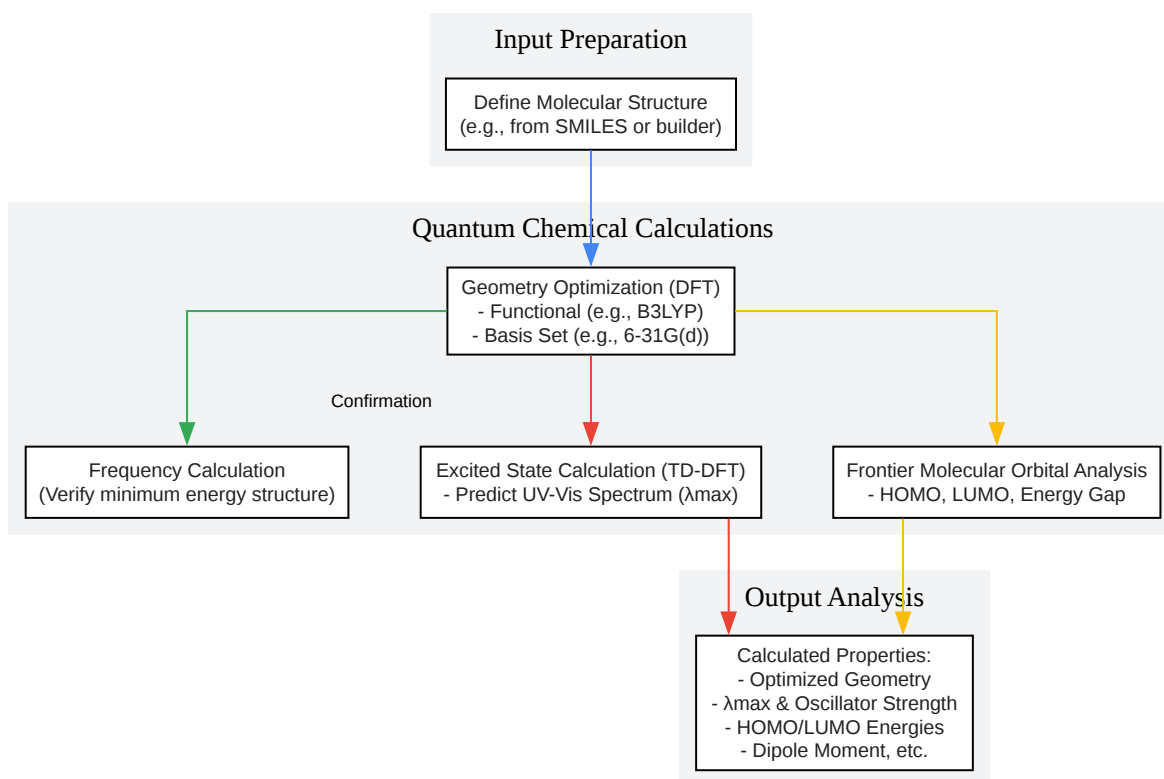 Input Preparation
Define Molecular Structure
(e.g., from SMILES or builder)
Quantum Chemical Calculations
Geometry Optimization (DFT)
- Functional (e.g., B3LYP)
- Basis Set (e.g., 6-31G(d))
Confirmation
Frequency Calculation
(Verify minimum energy structure)
Excited State Calculation (TD-DFT)
- Predict UV-Vis Spectrum (λmax)
Frontier Molecular Orbital Analysis
- HOMO, LUMO, Energy Gap
Output Analysis
Calculated Properties:
- Optimized Geometry
- λmax & Oscillator Strength
- HOMO/LUMO Energies
- Dipole Moment, etc.